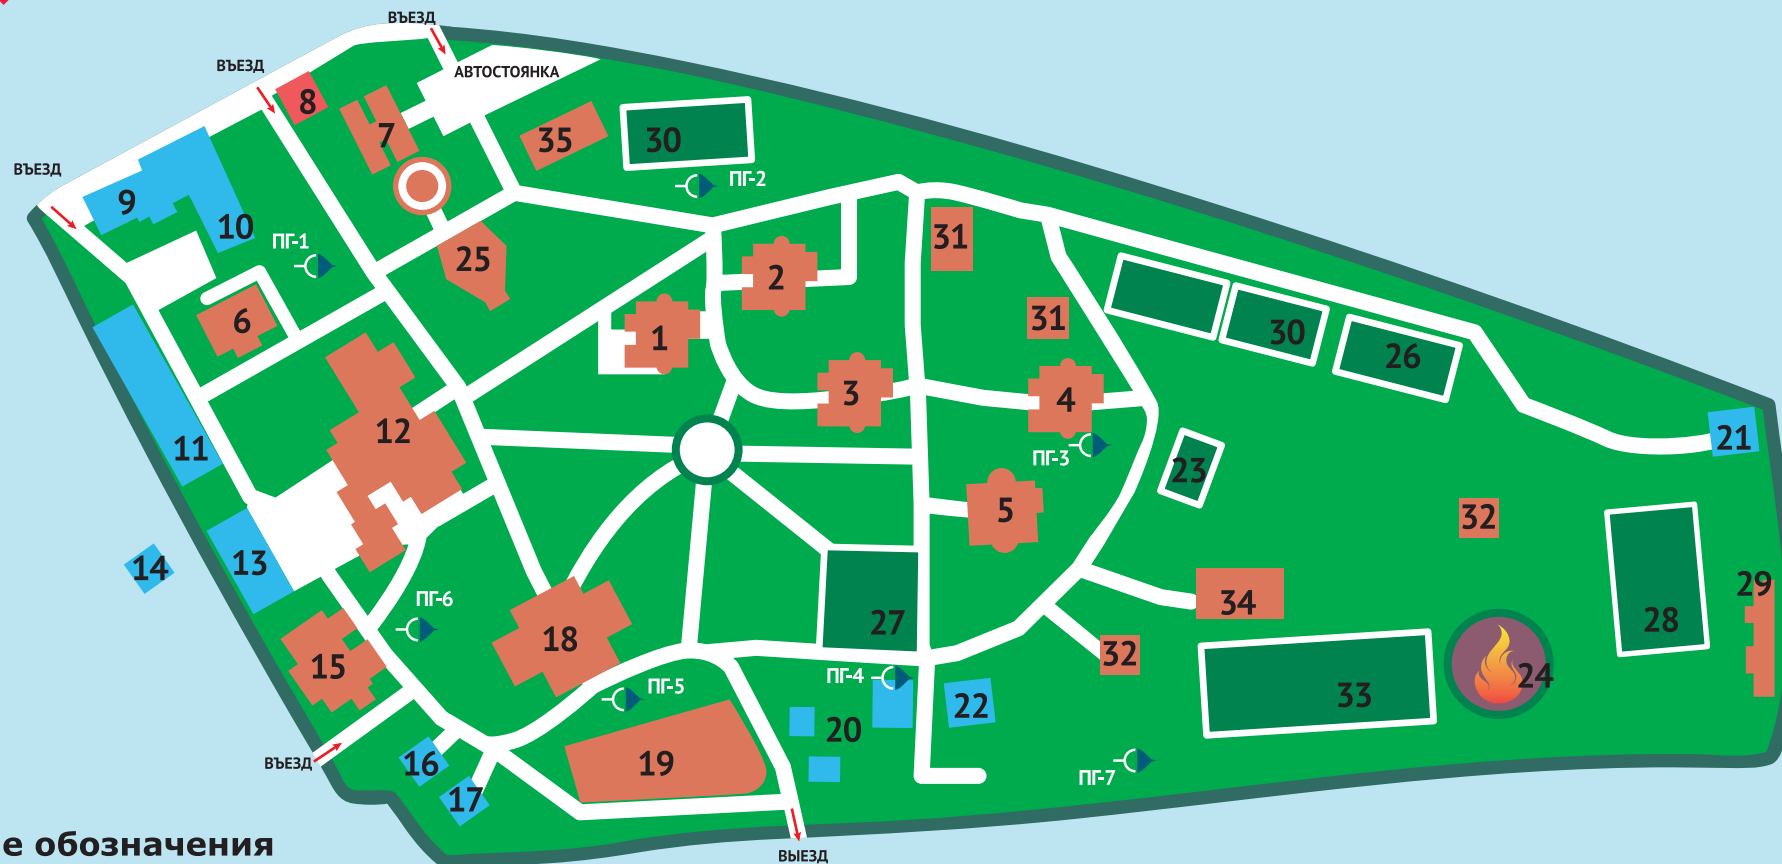 ВЪЕЗД
ВЪЕЗД
АВТОСТОЯНКА
8
7
35
30
ВЪЕЗД
ПГ-2
9
10
ПГ-1
25
31
2
6
1
31
30
26
3
4
12
11
ПГ-3
23
21
5
32
13
14
29
ПГ-6
34
27
28
18
15
32
ПГ-4
24
ПГ-5
33
22
20
ВЪЕЗД
16
19
ПГ-7
17
е обозначения
ВЫЕЗД